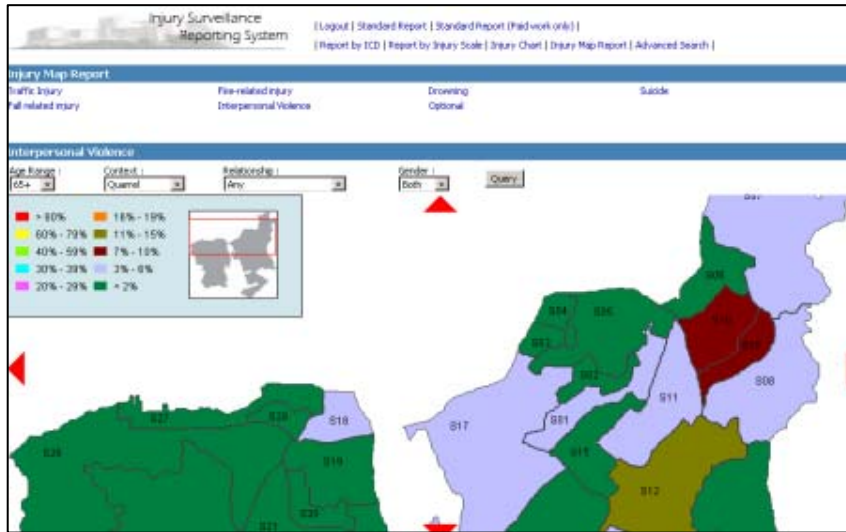 Injury Surveillance
Reporting System
| Logout | Standard Report | Standard Report (Paid work only) |
| Report by ICD | Report by Injury Scale | Injury Chart | Injury Map Report | Advanced Search |
Injury Map Report
Traffic Injury Fire-related injury Drowning Suicide
Fall related injury Interpersonal Violence Optional
Interpersonal Violence
Age Range : Context : Relationship : Gender :
65+ Quarrel Any Both Query
> 80% 16% - 19%
60% - 79% 11% - 15%
40% - 59% 7% - 10%
30% - 39% 3% - 6%
20% - 29% < 2%
S04
S08
S17
S01
S11
S12
S18
S27
S19